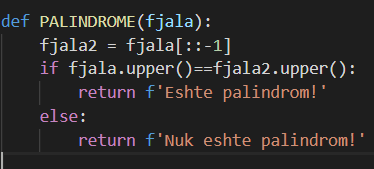 def PALINDROME(fjala):
    fjala2 = fjala[::-1]
    if fjala.upper()==fjala2.upper():
        return f'Eshte palindrom!'
    else:
        return f'Nuk eshte palindrom!'